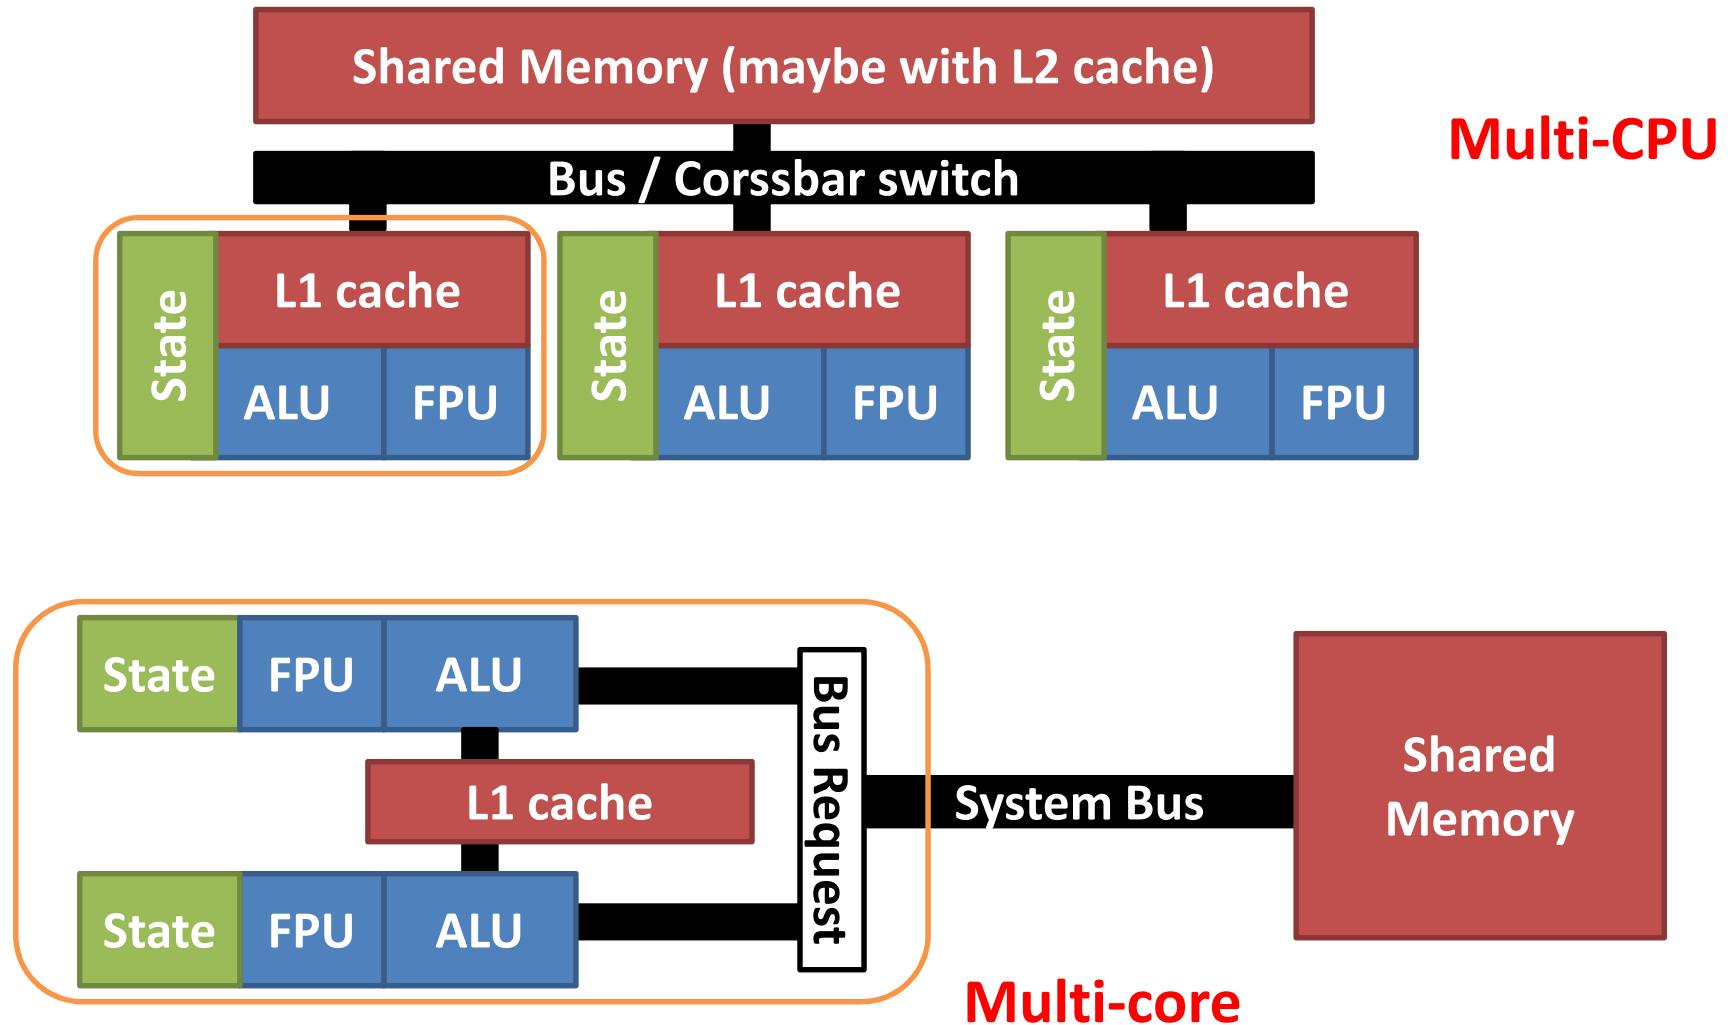 Shared Memory (maybe with L2 cache)
Multi-CPU
Bus / Corssbar switch
State
L1 cache
ALU
FPU
State
L1 cache
ALU
FPU
State
L1 cache
ALU
FPU
State
FPU
ALU
L1 cache
State
FPU
ALU
Bus Request
System Bus
Shared
Memory
Multi-core